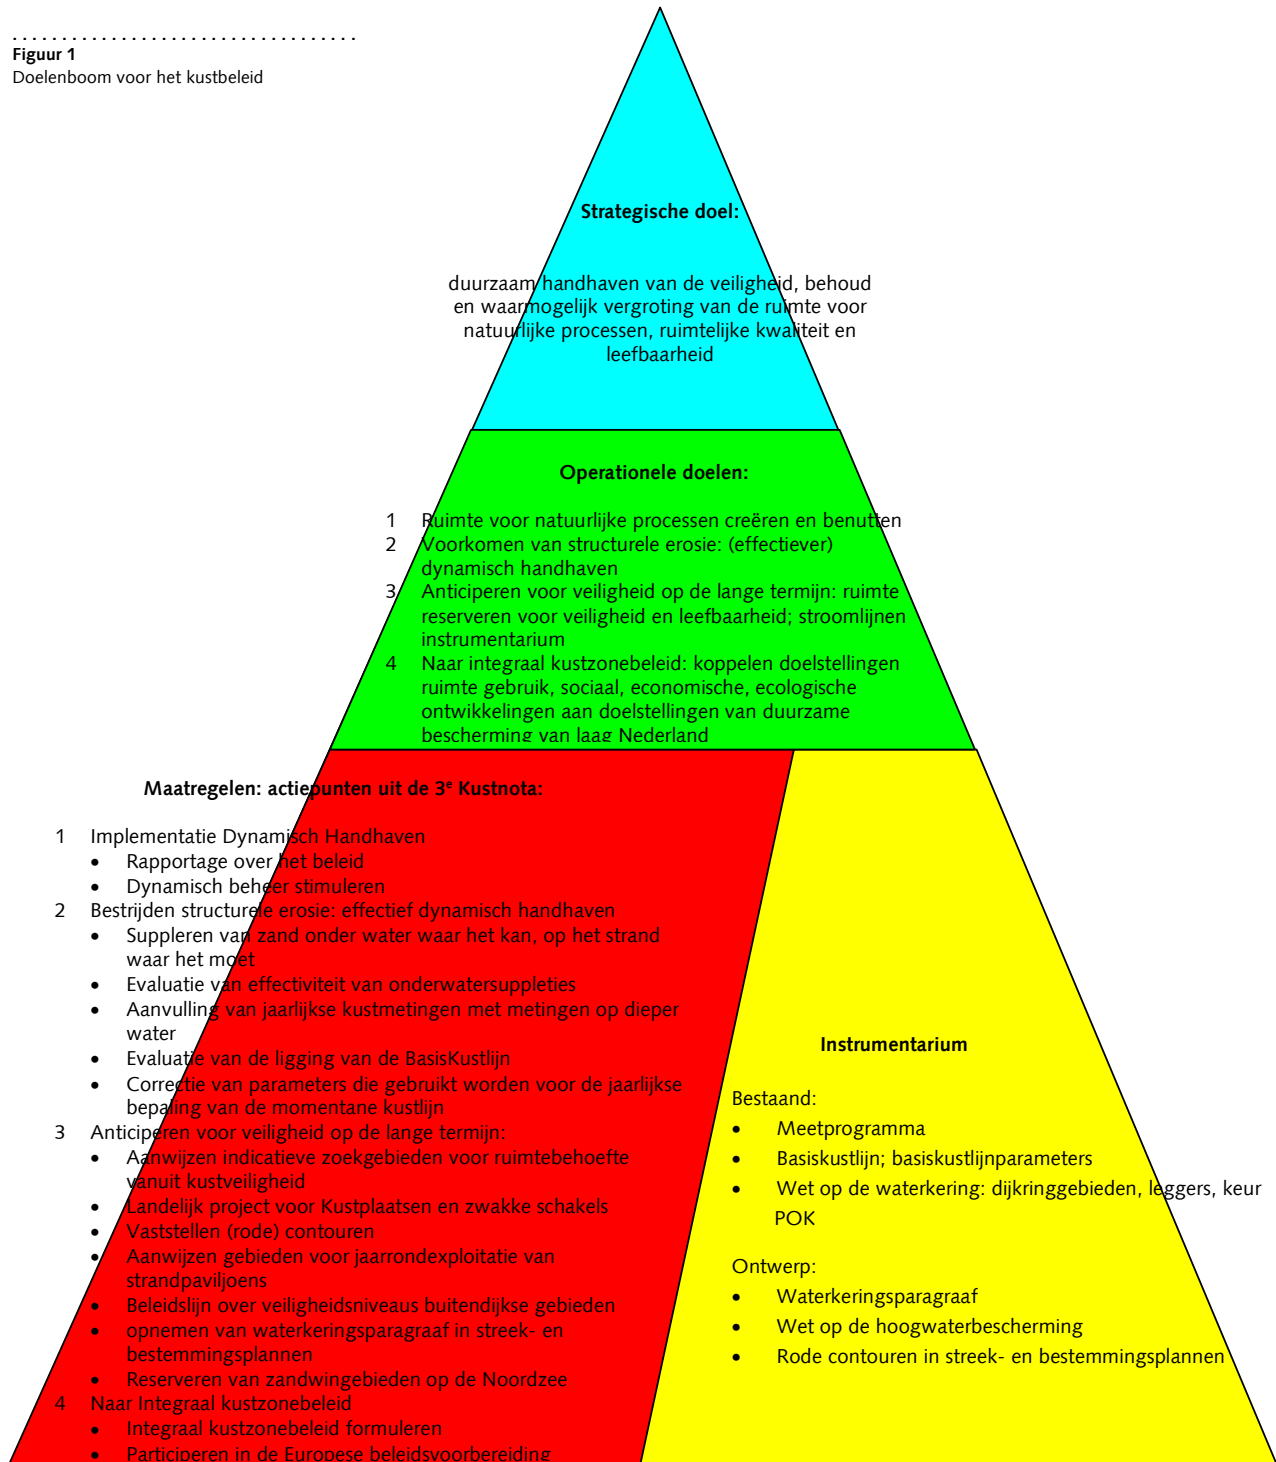 . . . . . . . . . . . . . . . . . . . . . . . . . . . . . . . . . . .
Figuur 1
Doelenboom voor het kustbeleid
Strategische doel:
duurzaam handhaven van de veiligheid, behoud
en waarmogelijk vergroting van de ruimte voor
natuurlijke processen, ruimtelijke kwaliteit en
leefbaarheid
Operationele doelen:
1 Ruimte voor natuurlijke processen creëren en benutten
2 Voorkomen van structurele erosie: (effectiever)
dynamisch handhaven
3 Anticiperen voor veiligheid op de lange termijn: ruimte
reserveren voor veiligheid en leefbaarheid; stroomlijnen
instrumentarium
4 Naar integraal kustzonebeleid: koppelen doelstellingen
ruimte gebruik, sociaal, economische, ecologische
ontwikkelingen aan doelstellingen van duurzame
bescherming van laag Nederland
Maatregelen: actiepunten uit de 3e Kustnota:
1 Implementatie Dynamisch Handhaven
• Rapportage over het beleid
• Dynamisch beheer stimuleren
2 Bestrijden structurele erosie: effectief dynamisch handhaven
• Suppleren van zand onder water waar het kan, op het strand
waar het moet
• Evaluatie van effectiviteit van onderwatersuppleties
• Aanvulling van jaarlijkse kustmetingen met metingen op dieper
water
• Evaluatie van de ligging van de BasisKustlijn
• Correctie van parameters die gebruikt worden voor de jaarlijkse
bepaling van de momentane kustlijn
3 Anticiperen voor veiligheid op de lange termijn:
• Aanwijzen indicatieve zoekgebieden voor ruimtebehoefte
vanuit kustveiligheid
• Landelijk project voor Kustplaatsen en zwakke schakels
• Vaststellen (rode) contouren
• Aanwijzen gebieden voor jaarrondexploitatie van
strandpaviljoens
• Beleidslijn over veiligheidsniveaus buitendijkse gebieden
• opnemen van waterkeringsparagraaf in streek- en
bestemmingsplannen
• Reserveren van zandwingebieden op de Noordzee
4 Naar Integraal kustzonebeleid
• Integraal kustzonebeleid formuleren
• Participeren in de Europese beleidsvoorbereiding
Instrumentarium
Bestaand:
• Meetprogramma
• Basiskustlijn; basiskustlijnparameters
• Wet op de waterkering: dijkringgebieden, leggers, keur
POK
Ontwerp:
• Waterkeringsparagraaf
• Wet op de hoogwaterbescherming
• Rode contouren in streek- en bestemmingsplannen